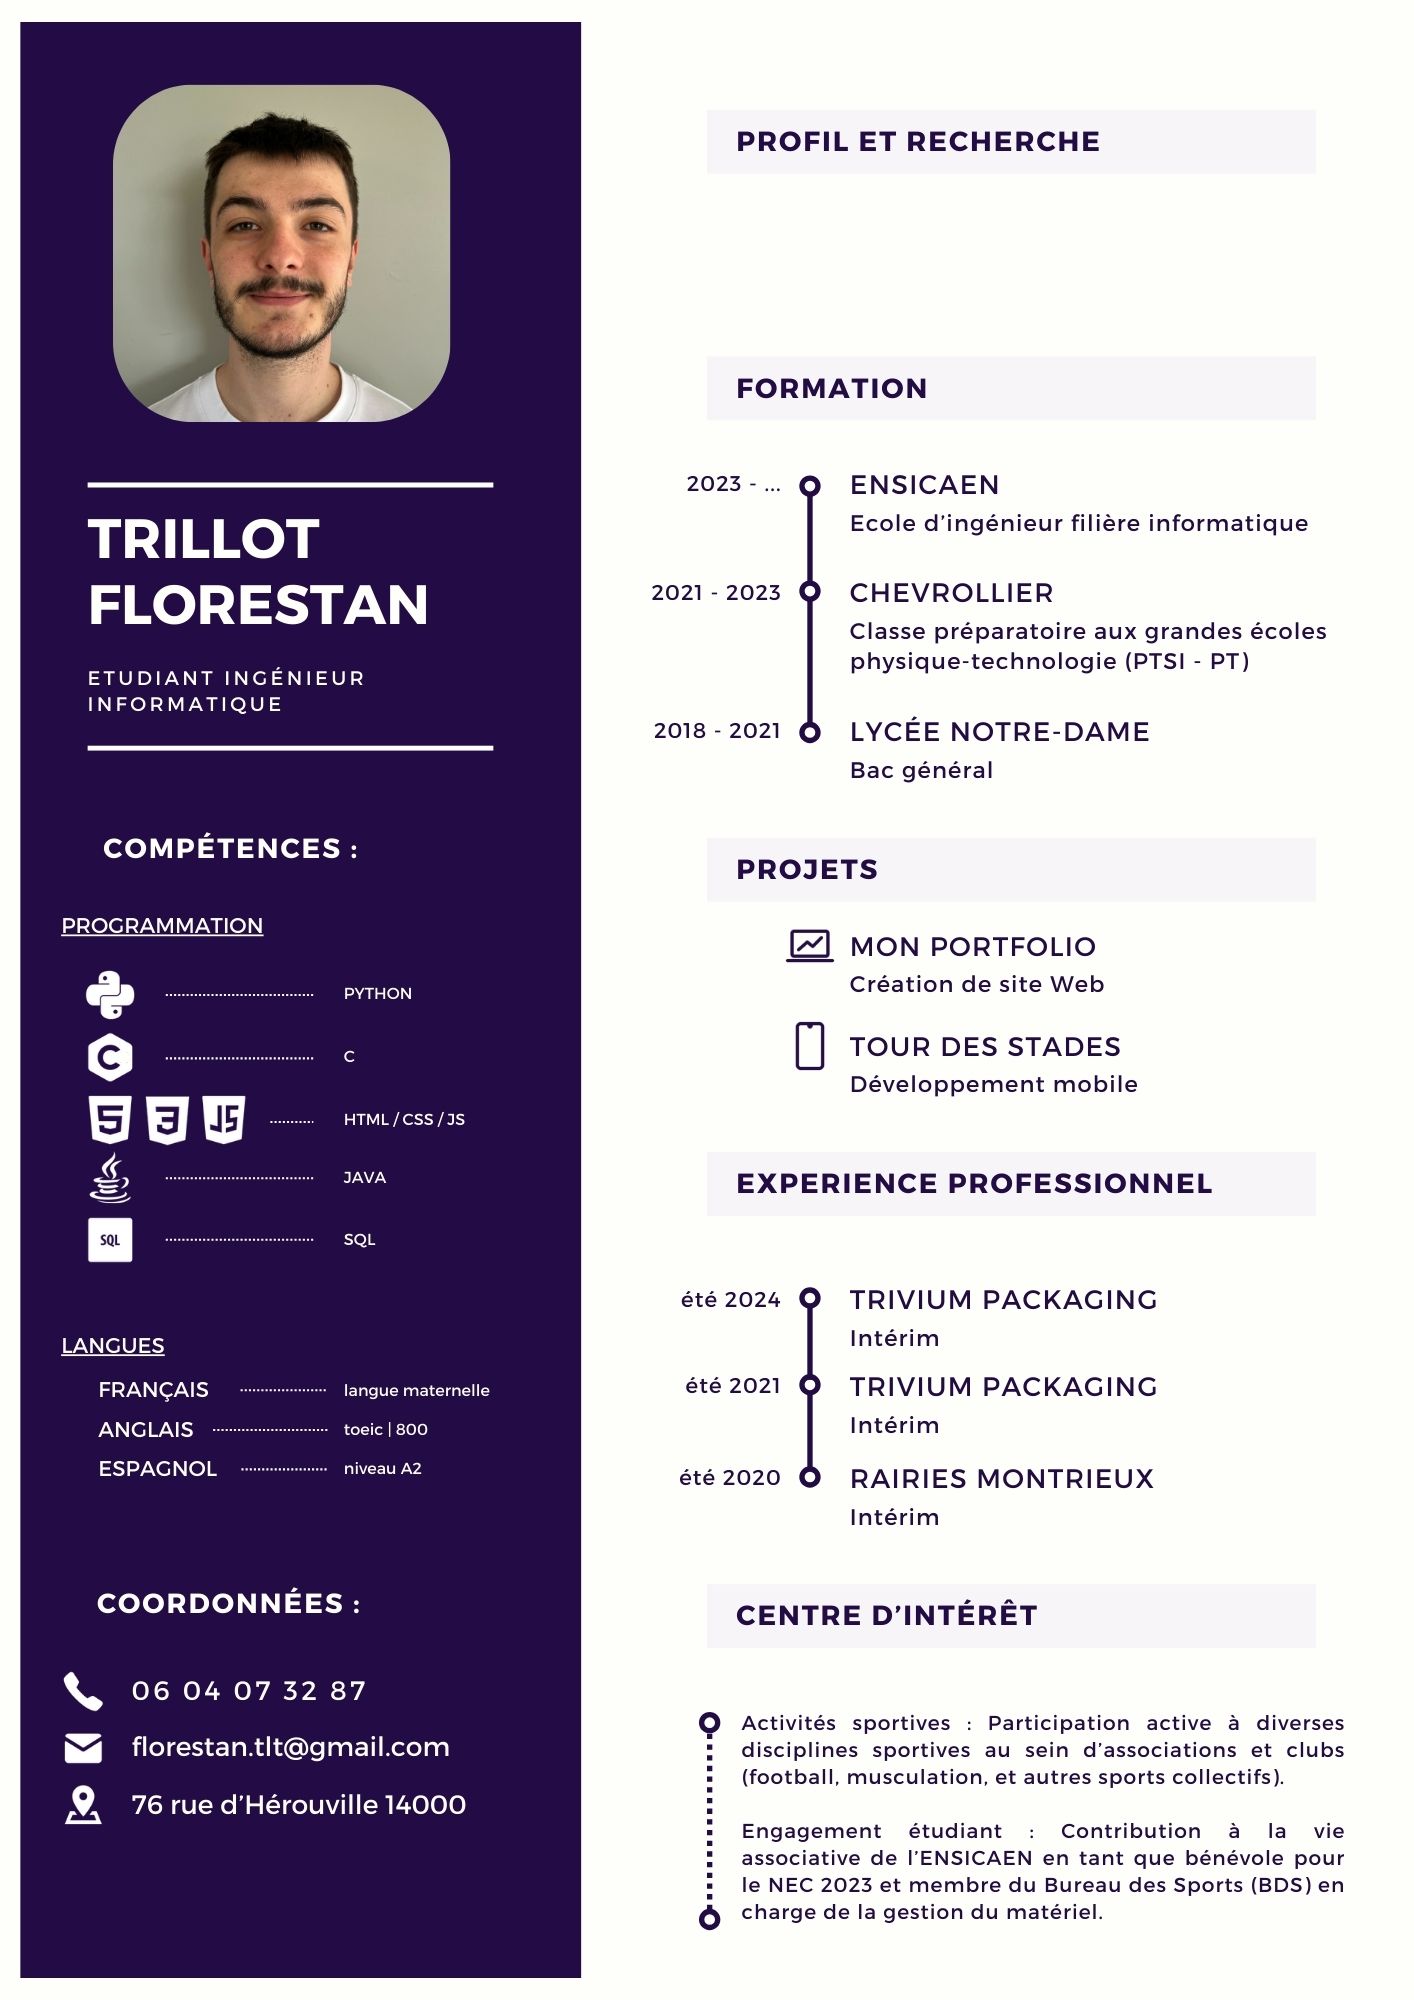 TRILLOT
FLORESTAN
ETUDIANT INGÉNIEUR
INFORMATIQUE
COMPÉTENCES :
PROGRAMMATION
PYTHON
C
C
5 3 JS
HTML / CSS / JS
JAVA
SQL
SQL
LANGUES
FRANÇAIS
langue maternelle
ANGLAIS
toeic | 800
ESPAGNOL
niveau A2
COORDONNÉES :
06 04 07 32 87
florestan.tlt@gmail.com
76 rue d’Hérouville 14000
PROFIL ET RECHERCHE
FORMATION
2023 - ...
ENSICAEN
Ecole d’ingénieur filière informatique
2021 - 2023
CHEVROLLIER
Classe préparatoire aux grandes écoles
physique-technologie (PTSI - PT)
2018 - 2021
LYCÉE NOTRE-DAME
Bac général
PROJETS
MON PORTFOLIO
Création de site Web
TOUR DES STADES
Développement mobile
EXPERIENCE PROFESSIONNEL
été 2024
TRIVIUM PACKAGING
Intérim
été 2021
TRIVIUM PACKAGING
Intérim
été 2020
RAIRIES MONTRIEUX
Intérim
CENTRE D’INTÉRÊT
Activités sportives : Participation active à diverses
disciplines sportives au sein d’associations et clubs
(football, musculation, et autres sports collectifs).
Engagement étudiant : Contribution à la vie
associative de l’ENSICAEN en tant que bénévole pour
le NEC 2023 et membre du Bureau des Sports (BDS) en
charge de la gestion du matériel.